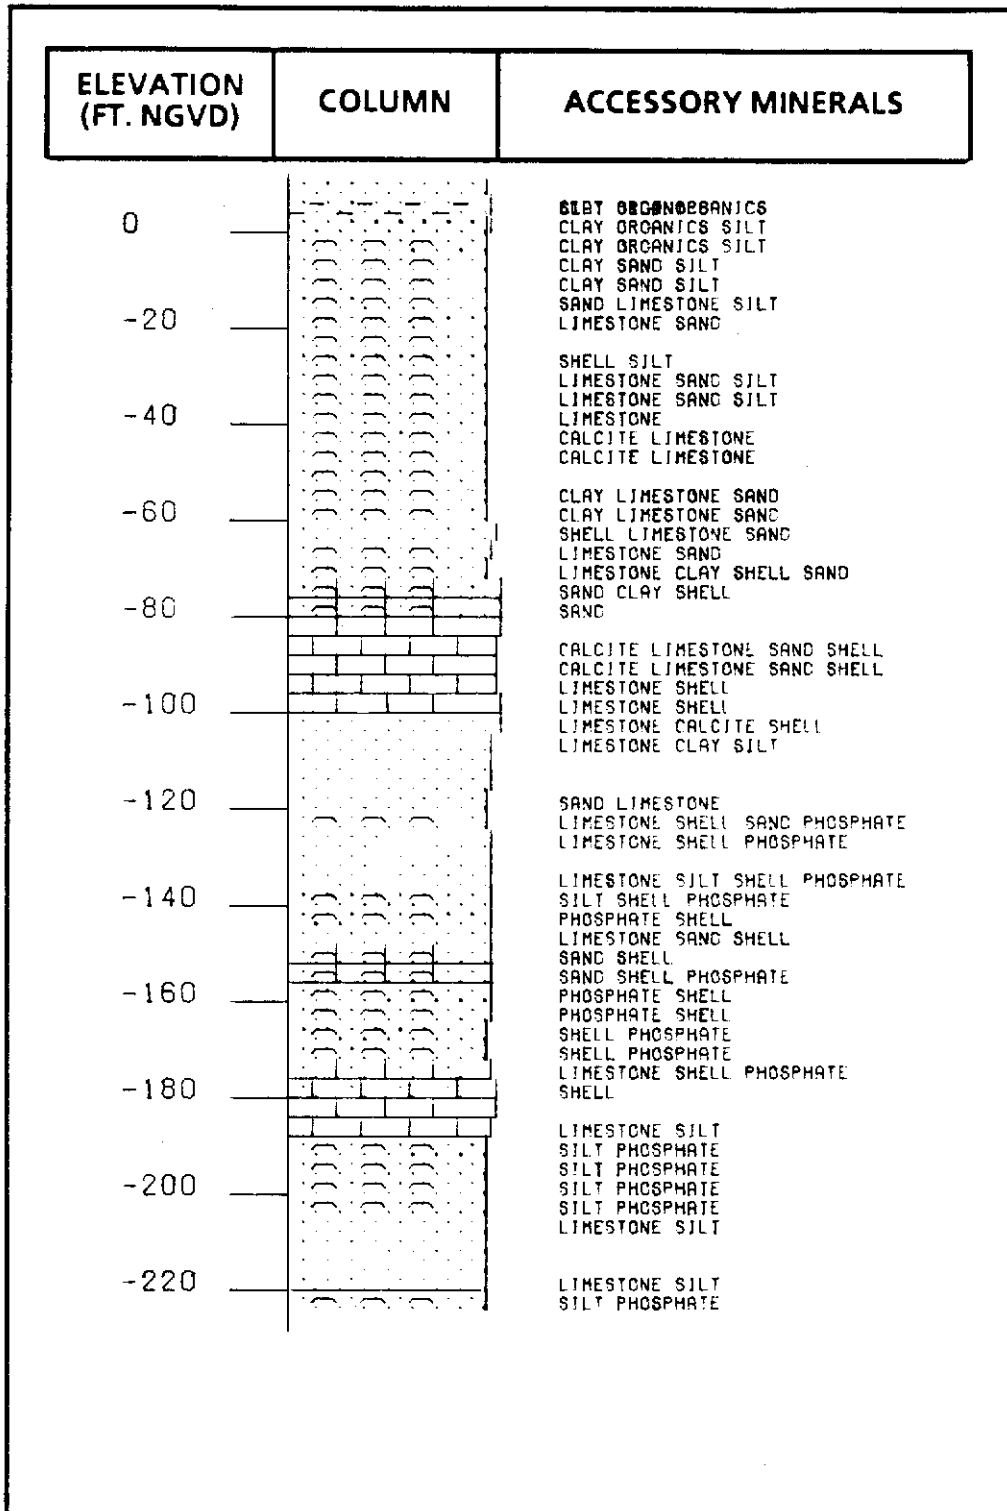 ELEVATION
(FT. NGVD)
COLUMN
ACCESSORY MINERALS
0
CLAY ORGANICS SILT
CLAY ORGANICS SILT
CLAY SAND SILT
CLAY SAND SILT
SAND LIMESTONE SILT
-20
LIMESTONE SAND
SHELL SILT
LIMESTONE SAND SILT
LIMESTONE SAND SILT
-40
LIMESTONE
CALCITE LIMESTONE
CALCITE LIMESTONE
CLAY LIMESTONE SAND
-60
CLAY LIMESTONE SAND
SHELL LIMESTONE SAND
LIMESTONE SAND
LIMESTONE CLAY SHELL SAND
SAND CLAY SHELL
-80
SAND
CALCITE LIMESTONE SAND SHELL
CALCITE LIMESTONE SAND SHELL
LIMESTONE SHELL
-100
LIMESTONE SHELL
LIMESTONE CALCITE SHELL
LIMESTONE CLAY SILT
-120
SAND LIMESTONE
LIMESTONE SHELL SAND PHOSPHATE
LIMESTONE SHELL PHOSPHATE
LIMESTONE SILT SHELL PHOSPHATE
-140
SILT SHELL PHOSPHATE
PHOSPHATE SHELL
LIMESTONE SAND SHELL
SAND SHELL
SAND SHELL PHOSPHATE
-160
PHOSPHATE SHELL
PHOSPHATE SHELL
SHELL PHOSPHATE
SHELL PHOSPHATE
LIMESTONE SHELL PHOSPHATE
-180
SHELL
LIMESTONE SILT
SILT PHOSPHATE
SILT PHOSPHATE
-200
SILT PHOSPHATE
SILT PHOSPHATE
LIMESTONE SILT
-220
LIMESTONE SILT
SILT PHOSPHATE